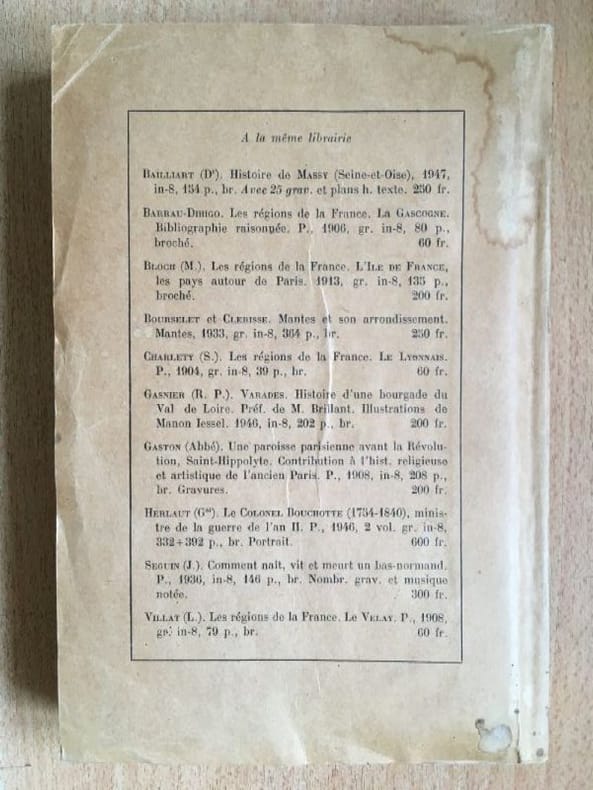 A la même librairie
BAILLIART (Dr). Histoire de MASSY (Seine-et-Oise), 1947,
in-8, 154 p., br. Avec 25 grav. et plans h. texte. 250 fr.
BARRAU-DIHIGO. Les régions de la France. LA GASCOGNE.
Bibliographie raisonnée. P., 1906, gr. in-8, 80 p.,
broché. 60 fr.
BLOCH (M.). Les régions de la France. L'ILE DE FRANCE,
les pays autour de Paris. 1913, gr. in-8, 135 p.,
broché. 200 fr.
BOURSELET et CLERISSE. Mantes et son arrondissement.
Mantes, 1933, gr. in-8, 364 p., br. 250 fr.
CHARLETY (S.). Les régions de la France. LE LYONNAIS.
P., 1904, gr. in-8, 39 p., br. 60 fr.
GASNIER (R. P.). VARADES. Histoire d'une bourgade du
Val de Loire. Préf. de M. Brillant. Illustrations de
Manon Iessel. 1946, in-8, 202 p., br. 200 fr.
GASTON (Abbé). Une paroisse parisienne avant la Révolu-
tion, Saint-Hippolyte. Contribution à l'hist. religieuse
et artistique de l'ancien Paris. P., 1908, in-8, 208 p.,
br. Gravures. 200 fr.
HERLAUT (Gal). LE COLONEL BOUCHOTTE (1754-1840), minis-
tre de la guerre de l'an II. P., 1946, 2 vol. gr. in-8,
332+392 p., br. Portrait. 600 fr.
SEGUIN (J.). Comment naît, vit et meurt un bas-normand.
P., 1936, in-8, 146 p., br. Nombr. grav. et musique
notée. 300 fr.
VILLAT (L.). Les régions de la France. LE VELAY. P., 1908,
gr. in-8, 79 p., br. 60 fr.